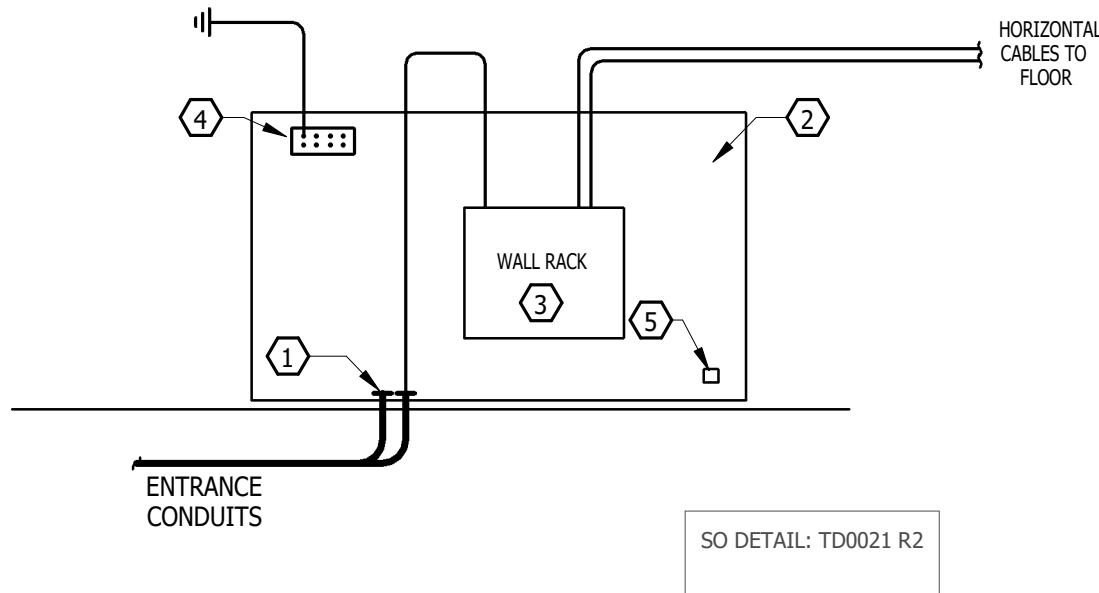 HORIZONTAL
CABLES TO
FLOOR
4
2
WALL RACK
3
5
1
ENTRANCE
CONDUITS
SO DETAIL: TD0021 R2